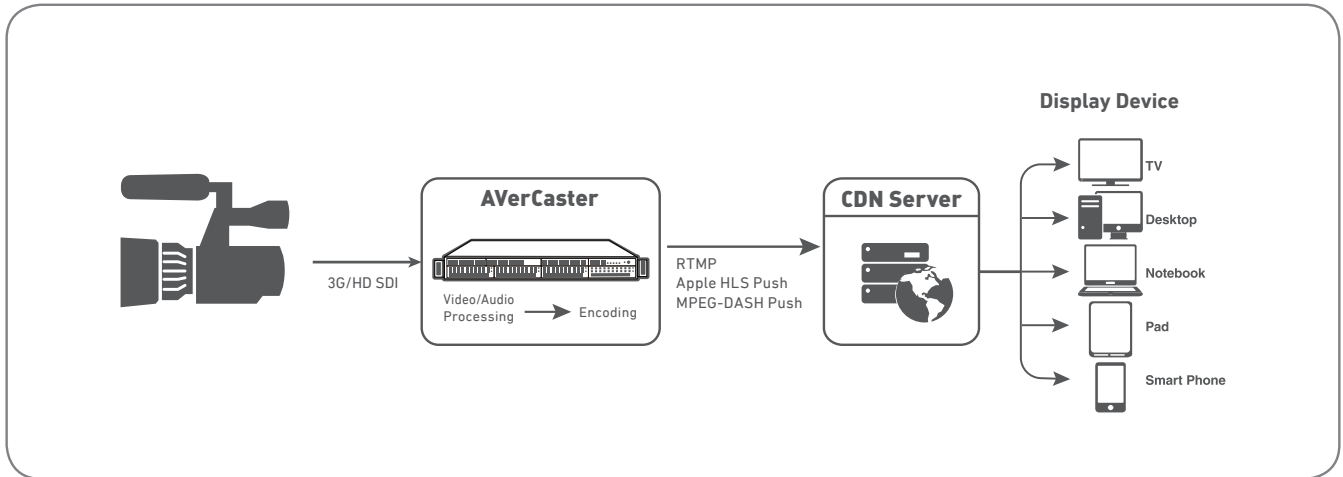 3G/HD SDI
AVerCaster
Video/Audio
Processing
Encoding
RTMP
Apple HLS Push
MPEG-DASH Push
CDN Server
Display Device
TV
Desktop
Notebook
Pad
Smart Phone